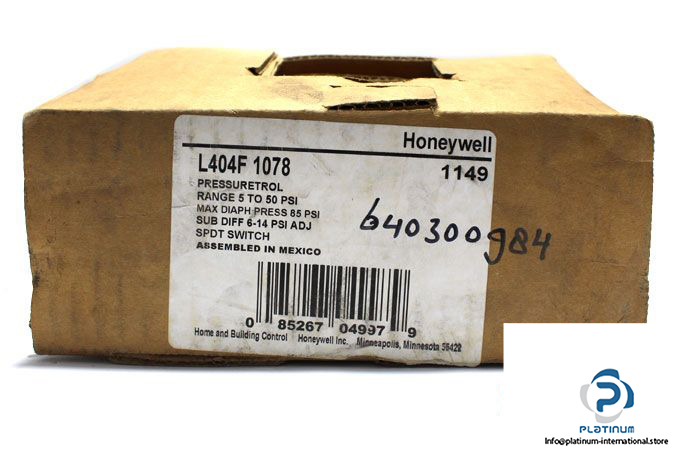 Honeywell
L404F 1078
1149
PRESSURETROL
RANGE 5 TO 50 PSI
MAX DIAPH PRESS 85 PSI
SUB DIFF 6-14 PSI ADJ
SPDT SWITCH
ASSEMBLED IN MEXICO
640300984
0 85267 04997 9
Home and Building Control Honeywell Inc. Minneapolis, Minnesota 55422
PLATINUM
Info@platinum-international.store